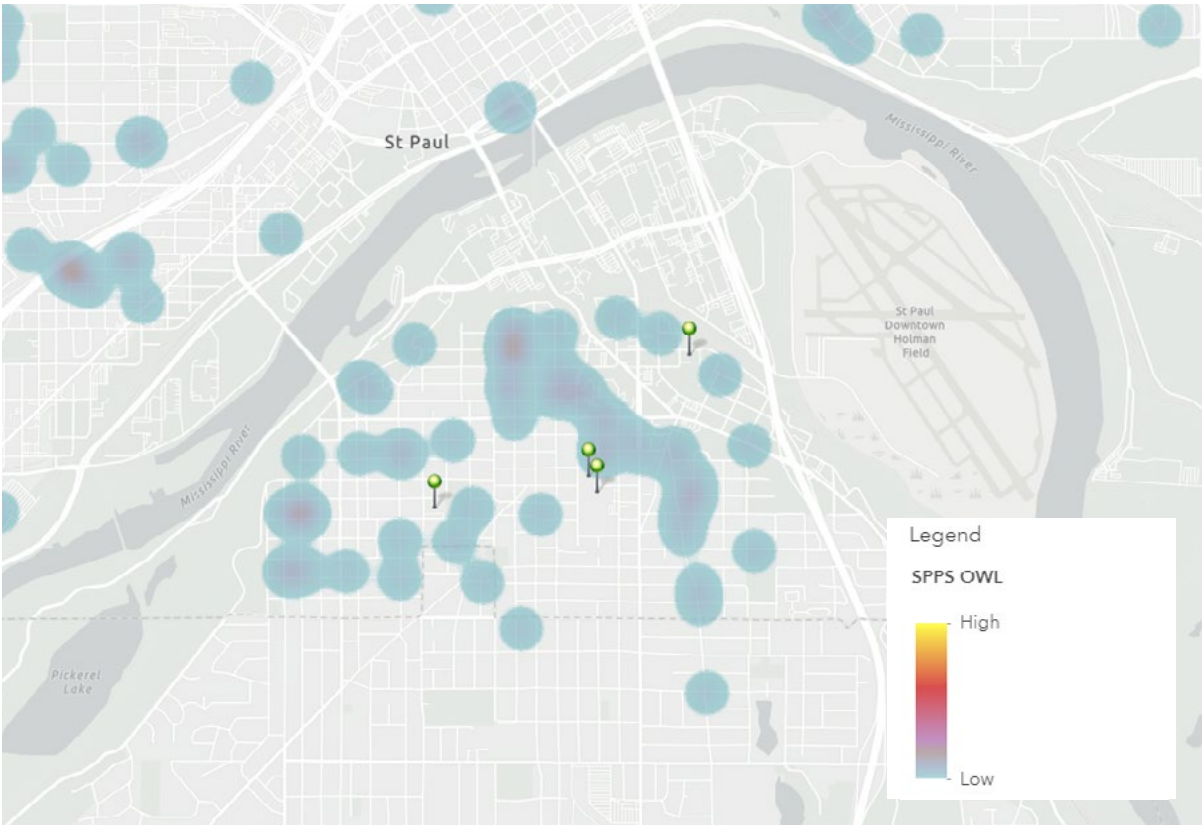 Mississippi River
St Paul
St Paul
Downtown
Holman
Field
Mississippi River
Pickerel
Lake
Legend
SPPS OWL
High
Low